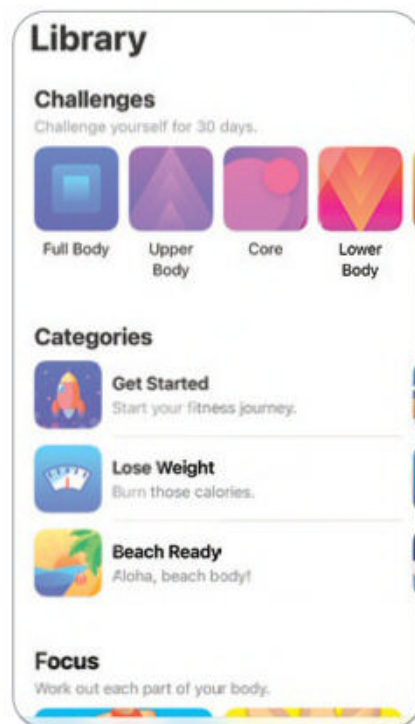 Library
Challenges
Challenge yourself for 30 days.
Full Body
Upper
Body
Core
Lower
Body
Categories
Get Started
Start your fitness journey.
Lose Weight
Burn those calories.
Beach Ready
Aloha, beach body!
Focus
Work out each part of your body.